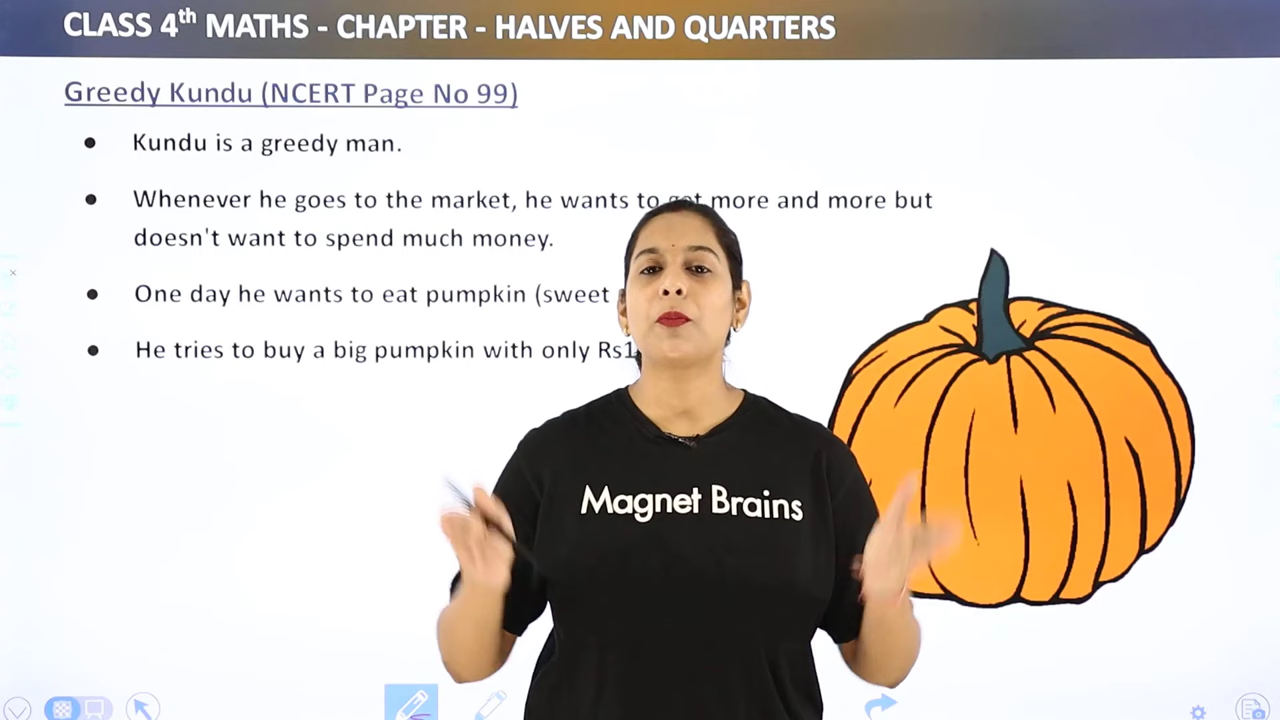 CLASS 4th MATHS - CHAPTER - HALVES AND QUARTERS
Greedy Kundu (NCERT Page No 99)
● Kundu is a greedy man.
● Whenever he goes to the market, he wants to get more and more but
doesn't want to spend much money.
● One day he wants to eat pumpkin (sweet
● He tries to buy a big pumpkin with only Rs1
Magnet Brains